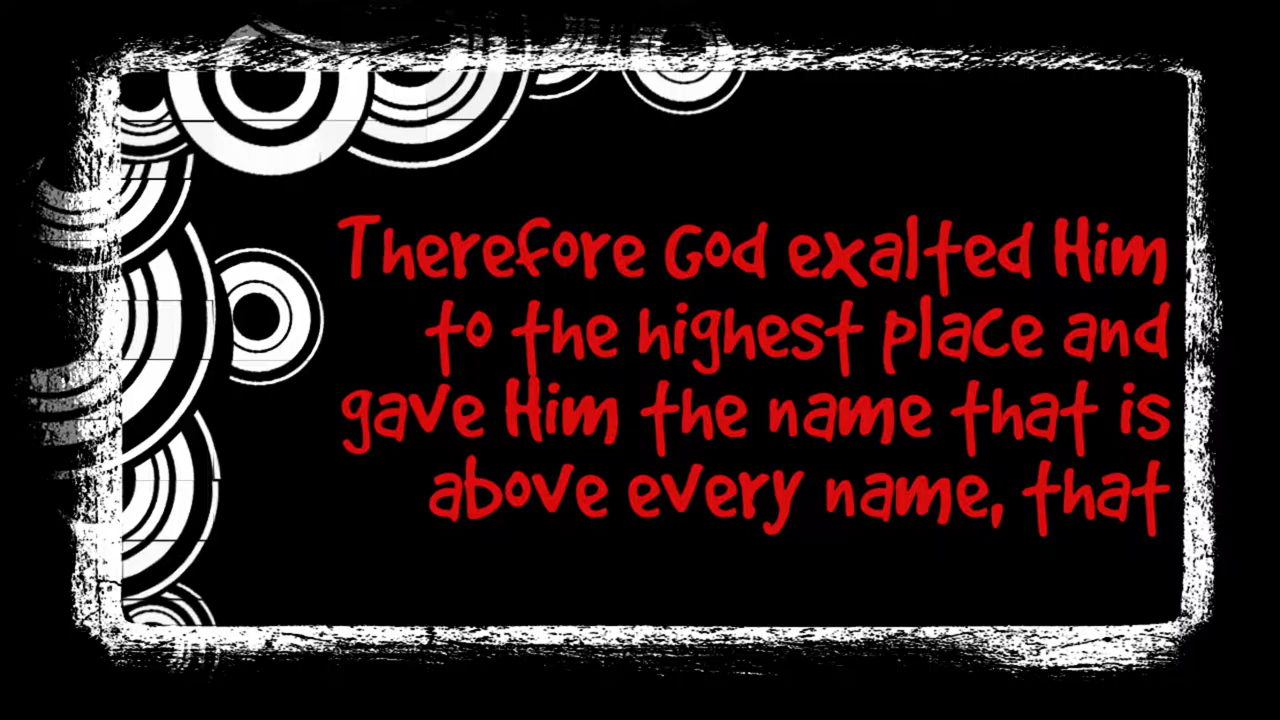 Therefore God exalted Him
to the highest place and
gave Him the name that is
above every name, that